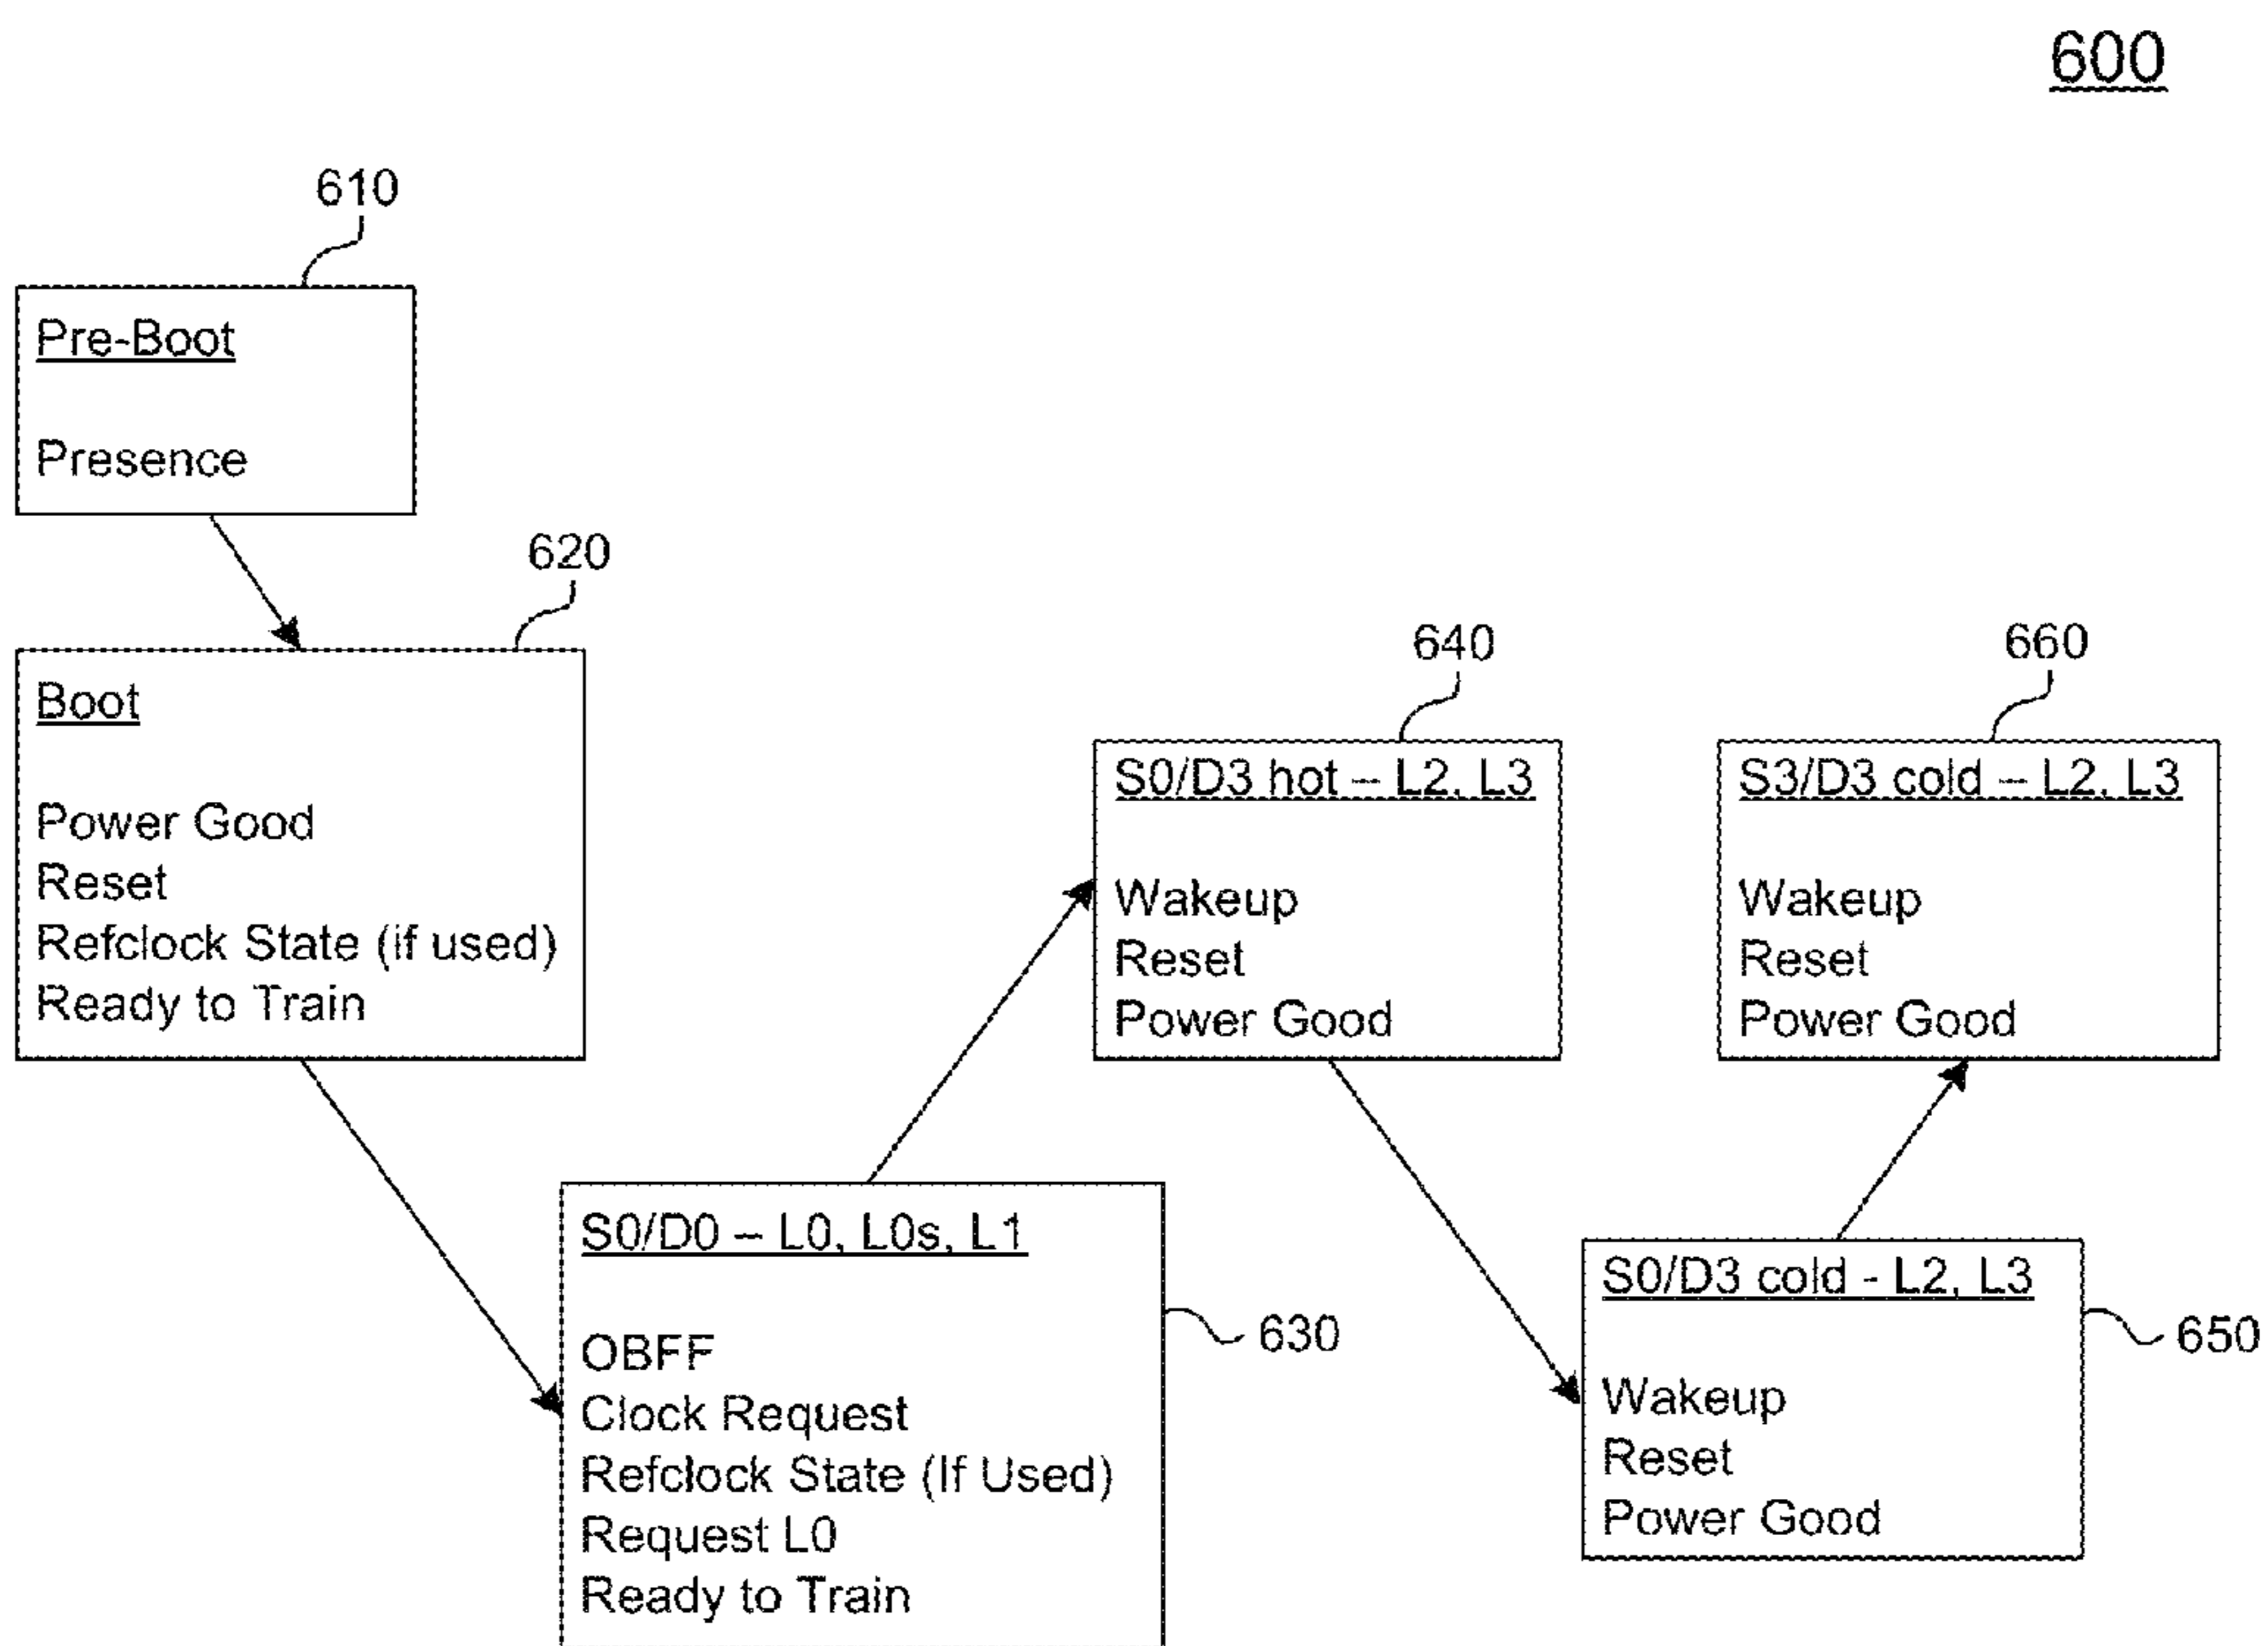 600
610
Pre-Boot
Presence
620
Boot
Power Good
Reset
Refclock State (if used)
Ready to Train
630
S0/D0 – L0, L0s, L1
OBFF
Clock Request
Refclock State (If Used)
Request L0
Ready to Train
640
S0/D3 hot – L2, L3
Wakeup
Reset
Power Good
650
S0/D3 cold - L2, L3
Wakeup
Reset
Power Good
660
S3/D3 cold – L2, L3
Wakeup
Reset
Power Good